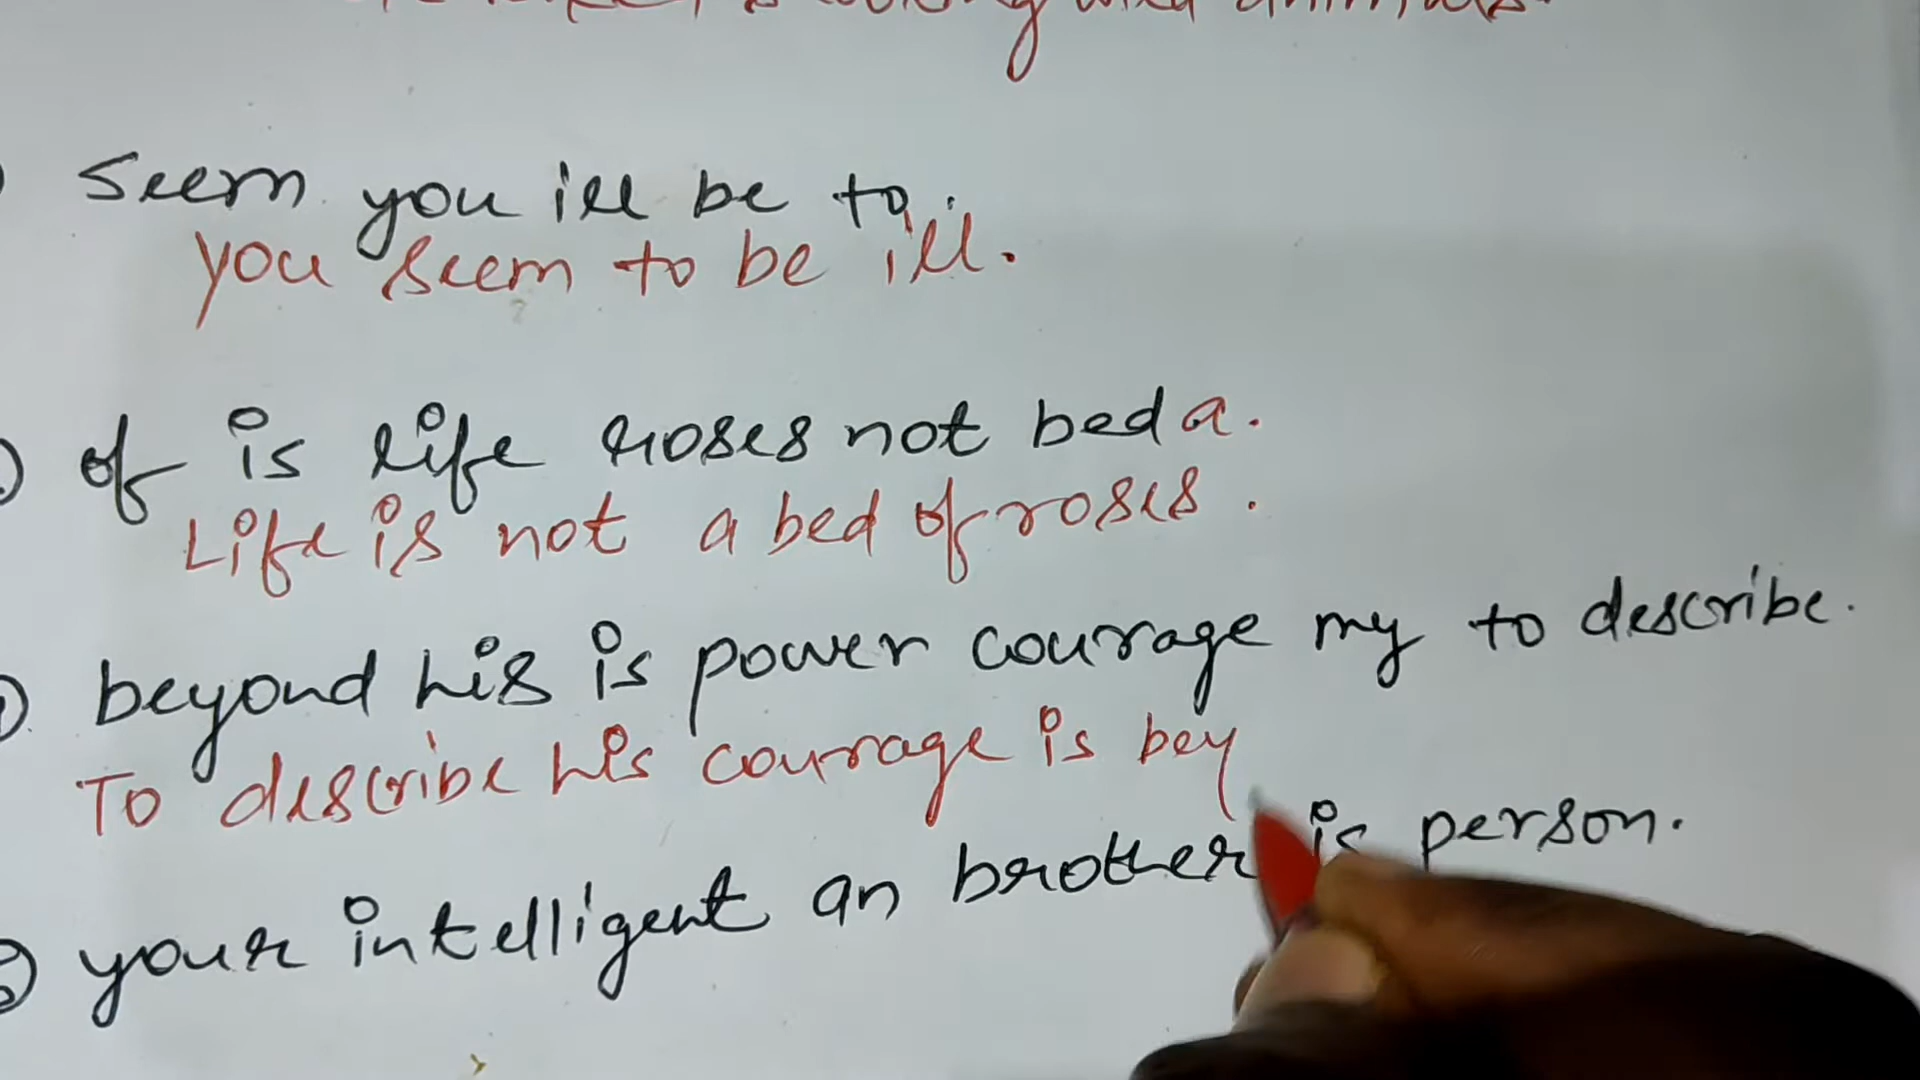 wild animals.
Seem you ill be to.
you seem to be ill.
of is life roses not bed a.
Life is not a bed of roses.
beyond his is power courage my to describe.
To describe his courage is bey
your intelligent an brother is person.